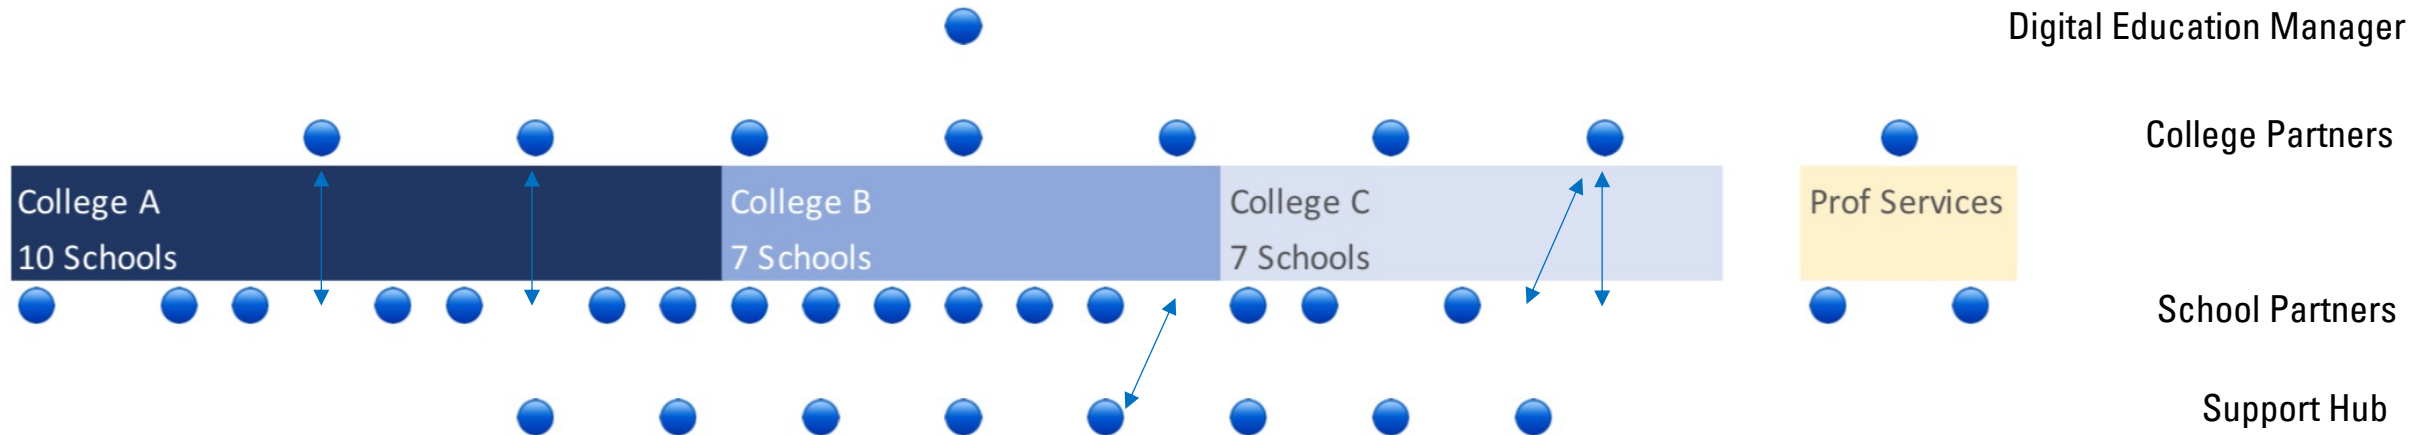 Digital Education Manager
College Partners
College A
10 Schools
College B
7 Schools
College C
7 Schools
Prof Services
School Partners
Support Hub